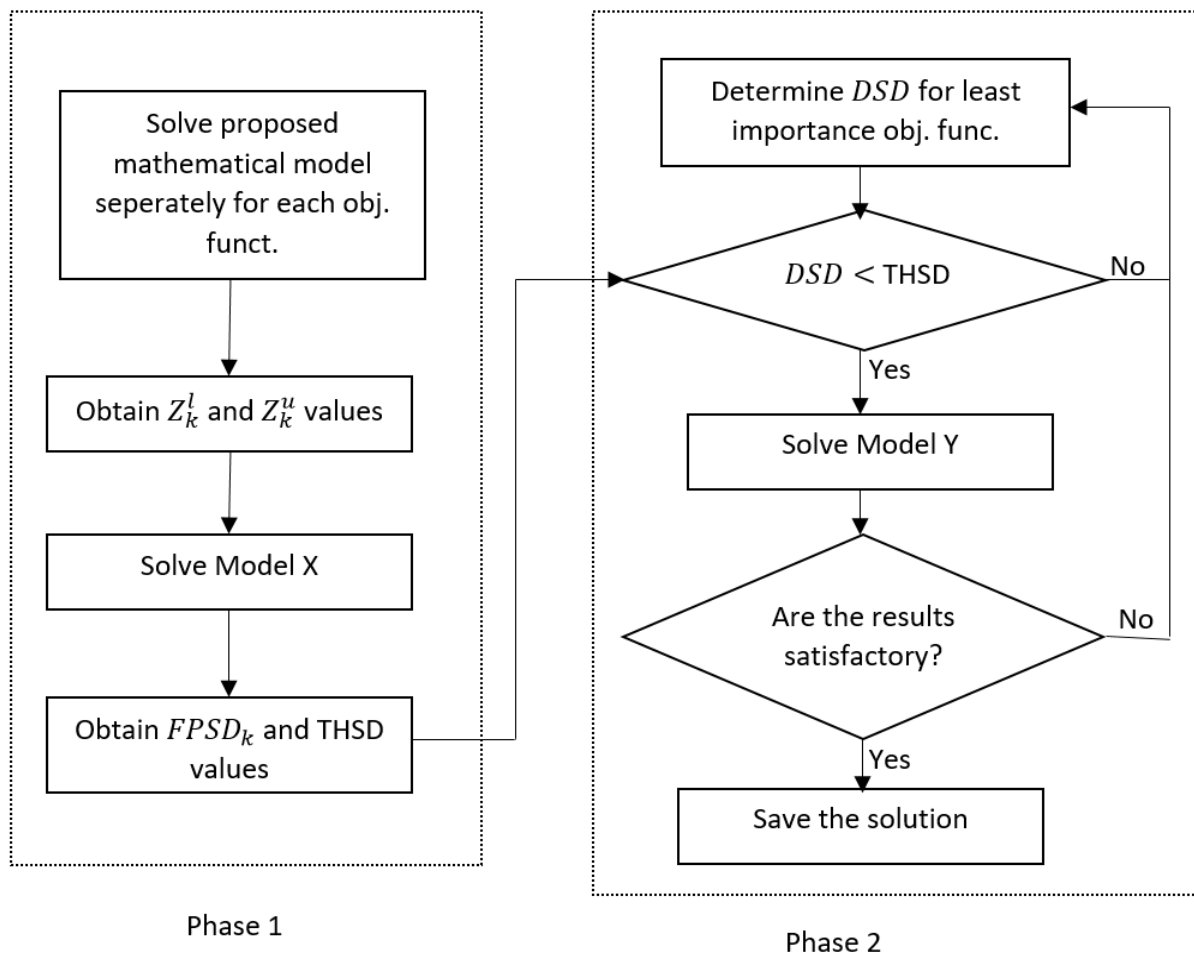 Solve proposed
mathematical model
seperately for each obj.
funct.
Obtain Z_k^l and Z_k^u values
Solve Model X
Obtain FPSD_k and THSD
values
Phase 1
Determine DSD for least
importance obj. func.
DSD < THSD
No
Yes
Solve Model Y
Are the results
satisfactory?
No
Yes
Save the solution
Phase 2